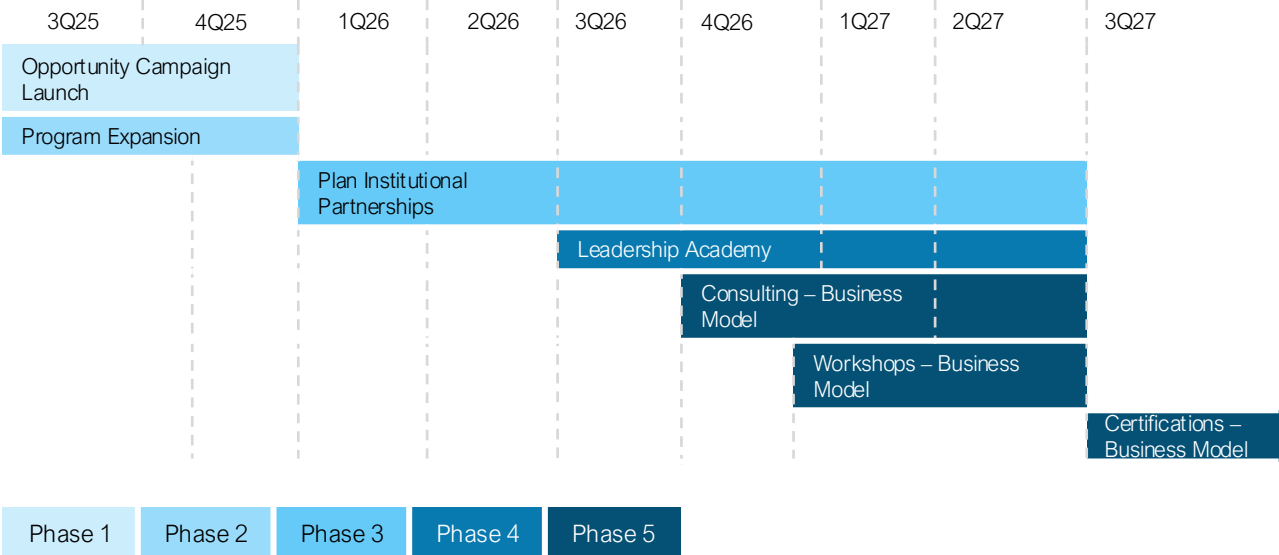 3Q25 4Q25 1Q26 2Q26 3Q26 4Q26 1Q27 2Q27 3Q27
Opportunity Campaign
Launch
Program Expansion
Plan Institutional
Partnerships
Leadership Academy
Consulting – Business
Model
Workshops – Business
Model
Certifications –
Business Model
Phase 1 Phase 2 Phase 3 Phase 4 Phase 5